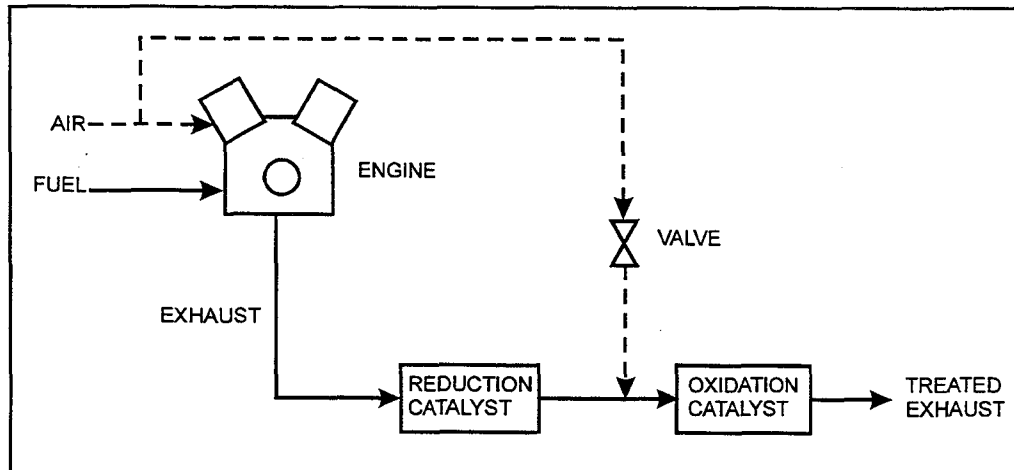 AIR
FUEL
ENGINE
VALVE
EXHAUST
REDUCTION
CATALYST
OXIDATION
CATALYST
TREATED
EXHAUST